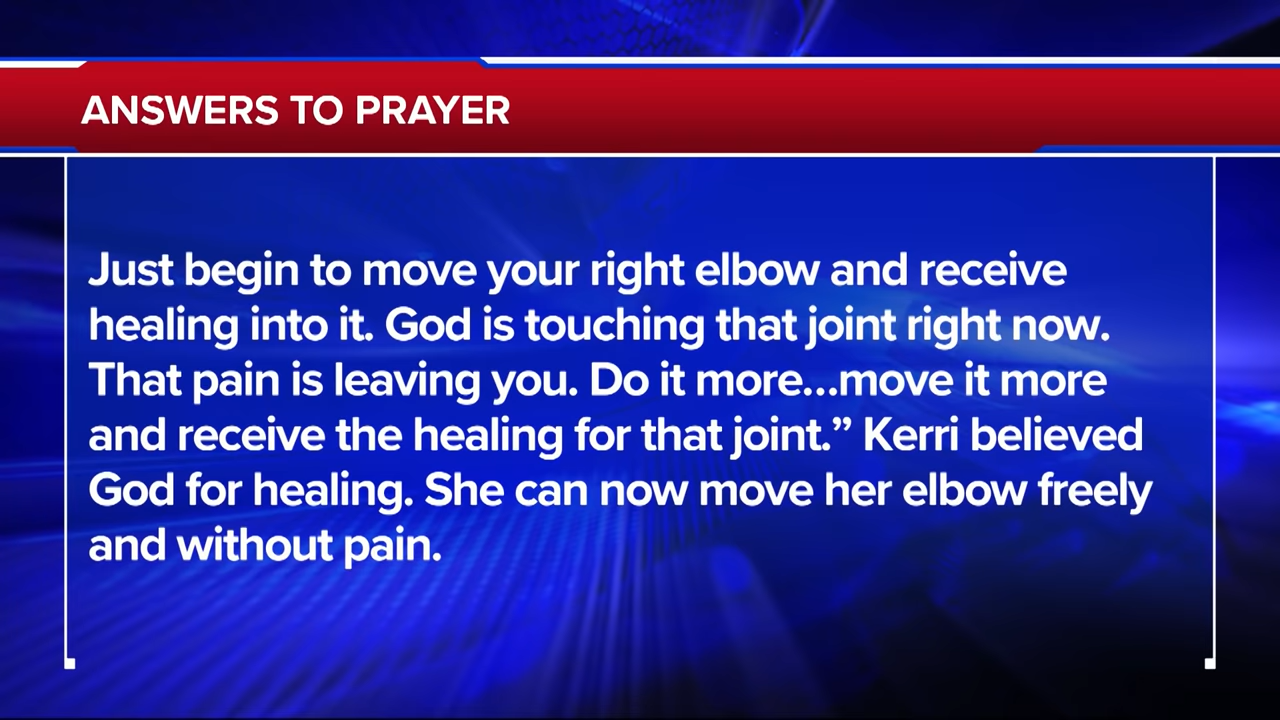 ANSWERS TO PRAYER
Just begin to move your right elbow and receive
healing into it. God is touching that joint right now.
That pain is leaving you. Do it more...move it more
and receive the healing for that joint.” Kerri believed
God for healing. She can now move her elbow freely
and without pain.